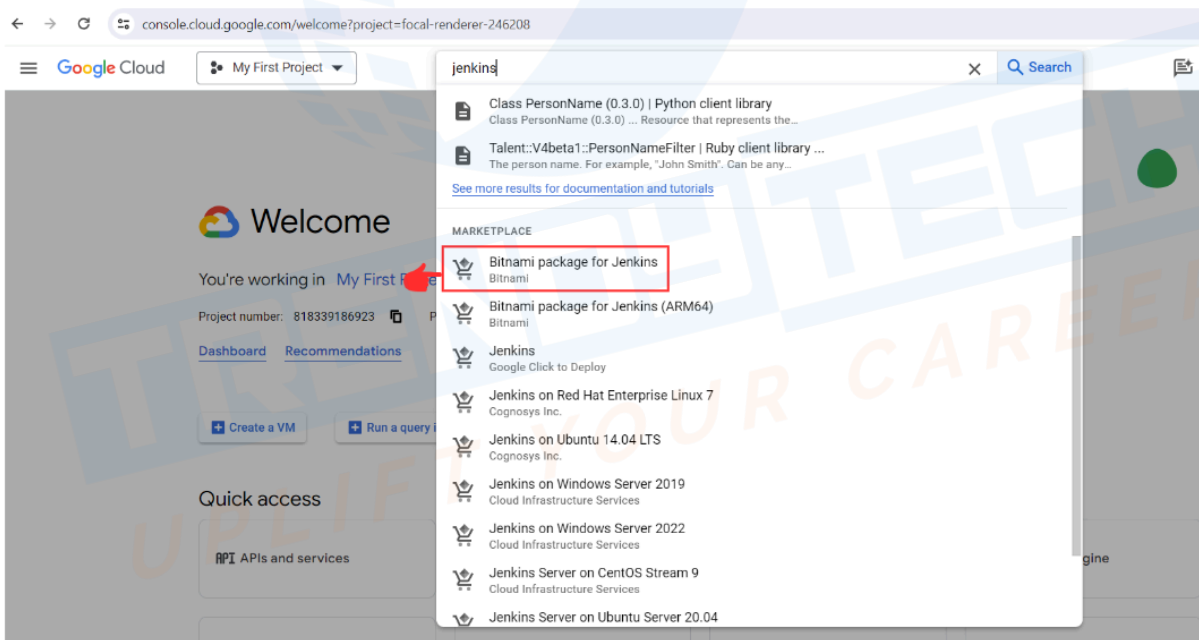 console.cloud.google.com/welcome?project=focal-renderer-246208
Google Cloud
My First Project
jenkins
Search
Class PersonName (0.3.0) | Python client library
Class PersonName (0.3.0) ... Resource that represents the...
Talent::V4beta1::PersonNameFilter | Ruby client library ...
The person name. For example, "John Smith". Can be any...
See more results for documentation and tutorials
Welcome
MARKETPLACE
Bitnami package for Jenkins
Bitnami
You're working in My First
Project number: 818339186923
Bitnami package for Jenkins (ARM64)
Bitnami
Dashboard Recommendations
Jenkins
Google Click to Deploy
Jenkins on Red Hat Enterprise Linux 7
Cognosys Inc.
Create a VM
Run a query
Jenkins on Ubuntu 14.04 LTS
Cognosys Inc.
Jenkins on Windows Server 2019
Cloud Infrastructure Services
Quick access
Jenkins on Windows Server 2022
Cloud Infrastructure Services
API APIs and services
gine
Jenkins Server on CentOS Stream 9
Cloud Infrastructure Services
Jenkins Server on Ubuntu Server 20.04
UPLIFT YOUR CAREER